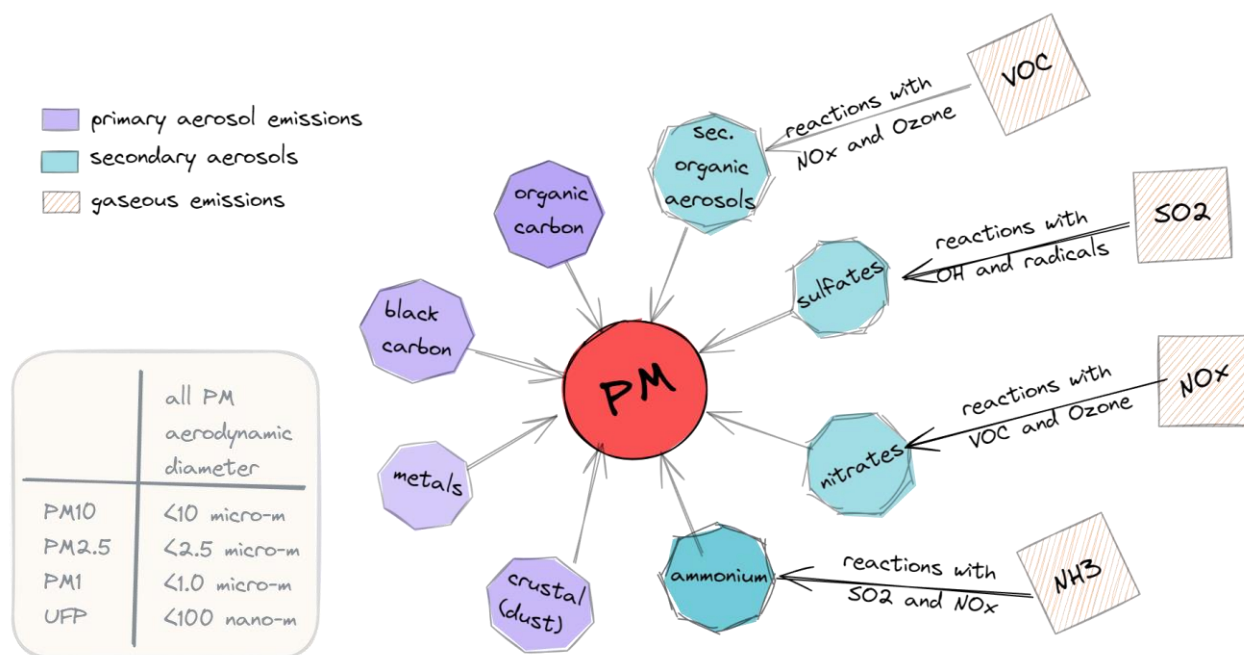 primary aerosol emissions
secondary aerosols
gaseous emissions
VOC
reactions with
NOx and Ozone
sec.
organic
aerosols
organic
carbon
SO2
reactions with
OH and radicals
sulfates
black
carbon
PM
NOx
reactions with
VOC and Ozone
nitrates
metals
NH3
reactions with
SO2 and NOx
ammonium
crustal
(dust)
all PM
aerodynamic
diameter
PM10 <10 micro-m
PM2.5 <2.5 micro-m
PM1 <1.0 micro-m
UFP <100 nano-m